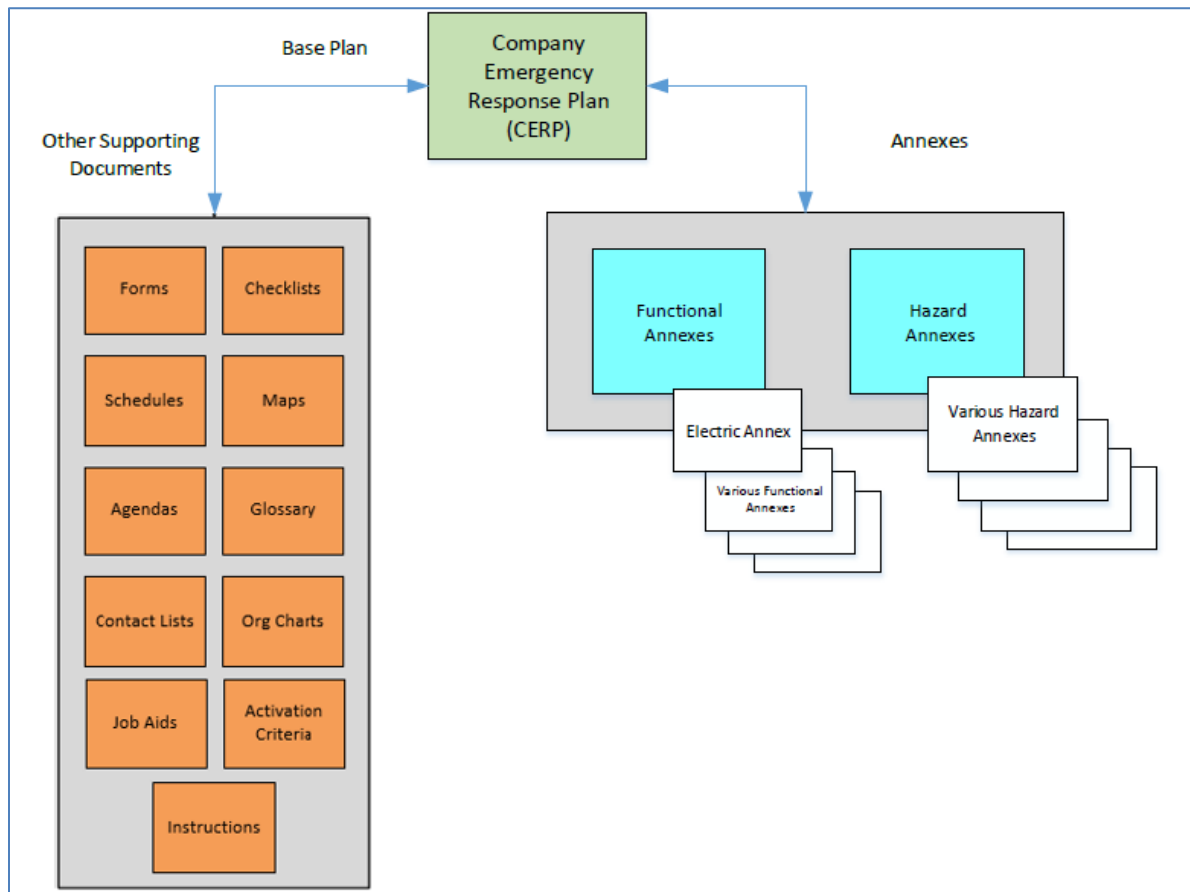 Base Plan
Company
Emergency
Response Plan
(CERP)
Other Supporting
Documents
Annexes
Forms
Checklists
Schedules
Maps
Agendas
Glossary
Contact Lists
Org Charts
Job Aids
Activation
Criteria
Instructions
Functional
Annexes
Hazard
Annexes
Electric Annex
Various Functional
Annexes
Various Hazard
Annexes